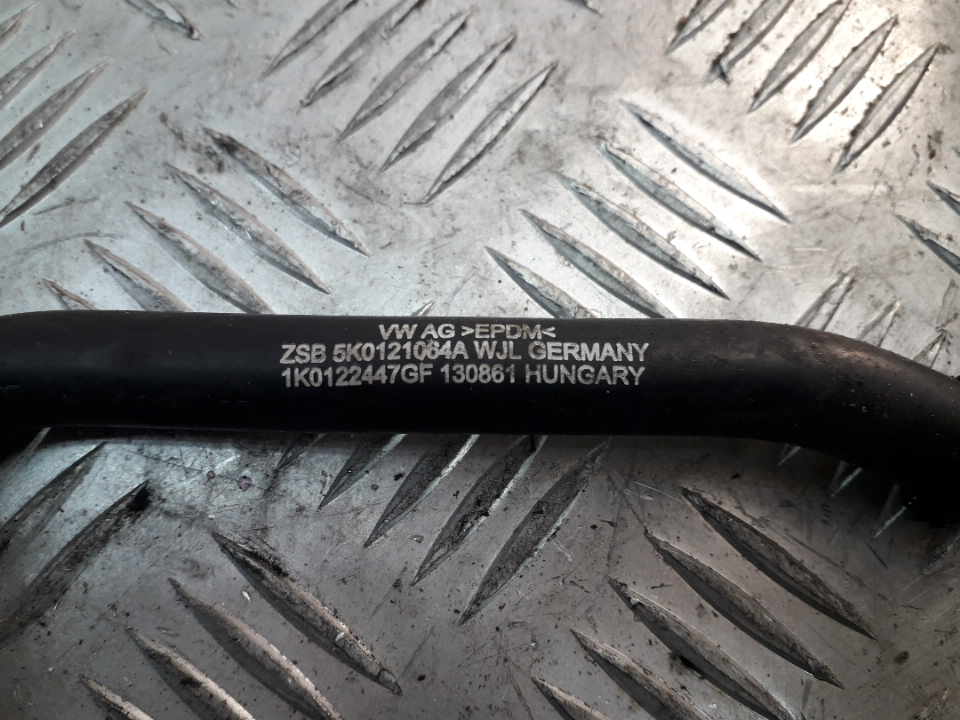 VW AG >EPDM<
ZSB 5K0121064A WJL GERMANY
1K0122447GF 130861 HUNGARY